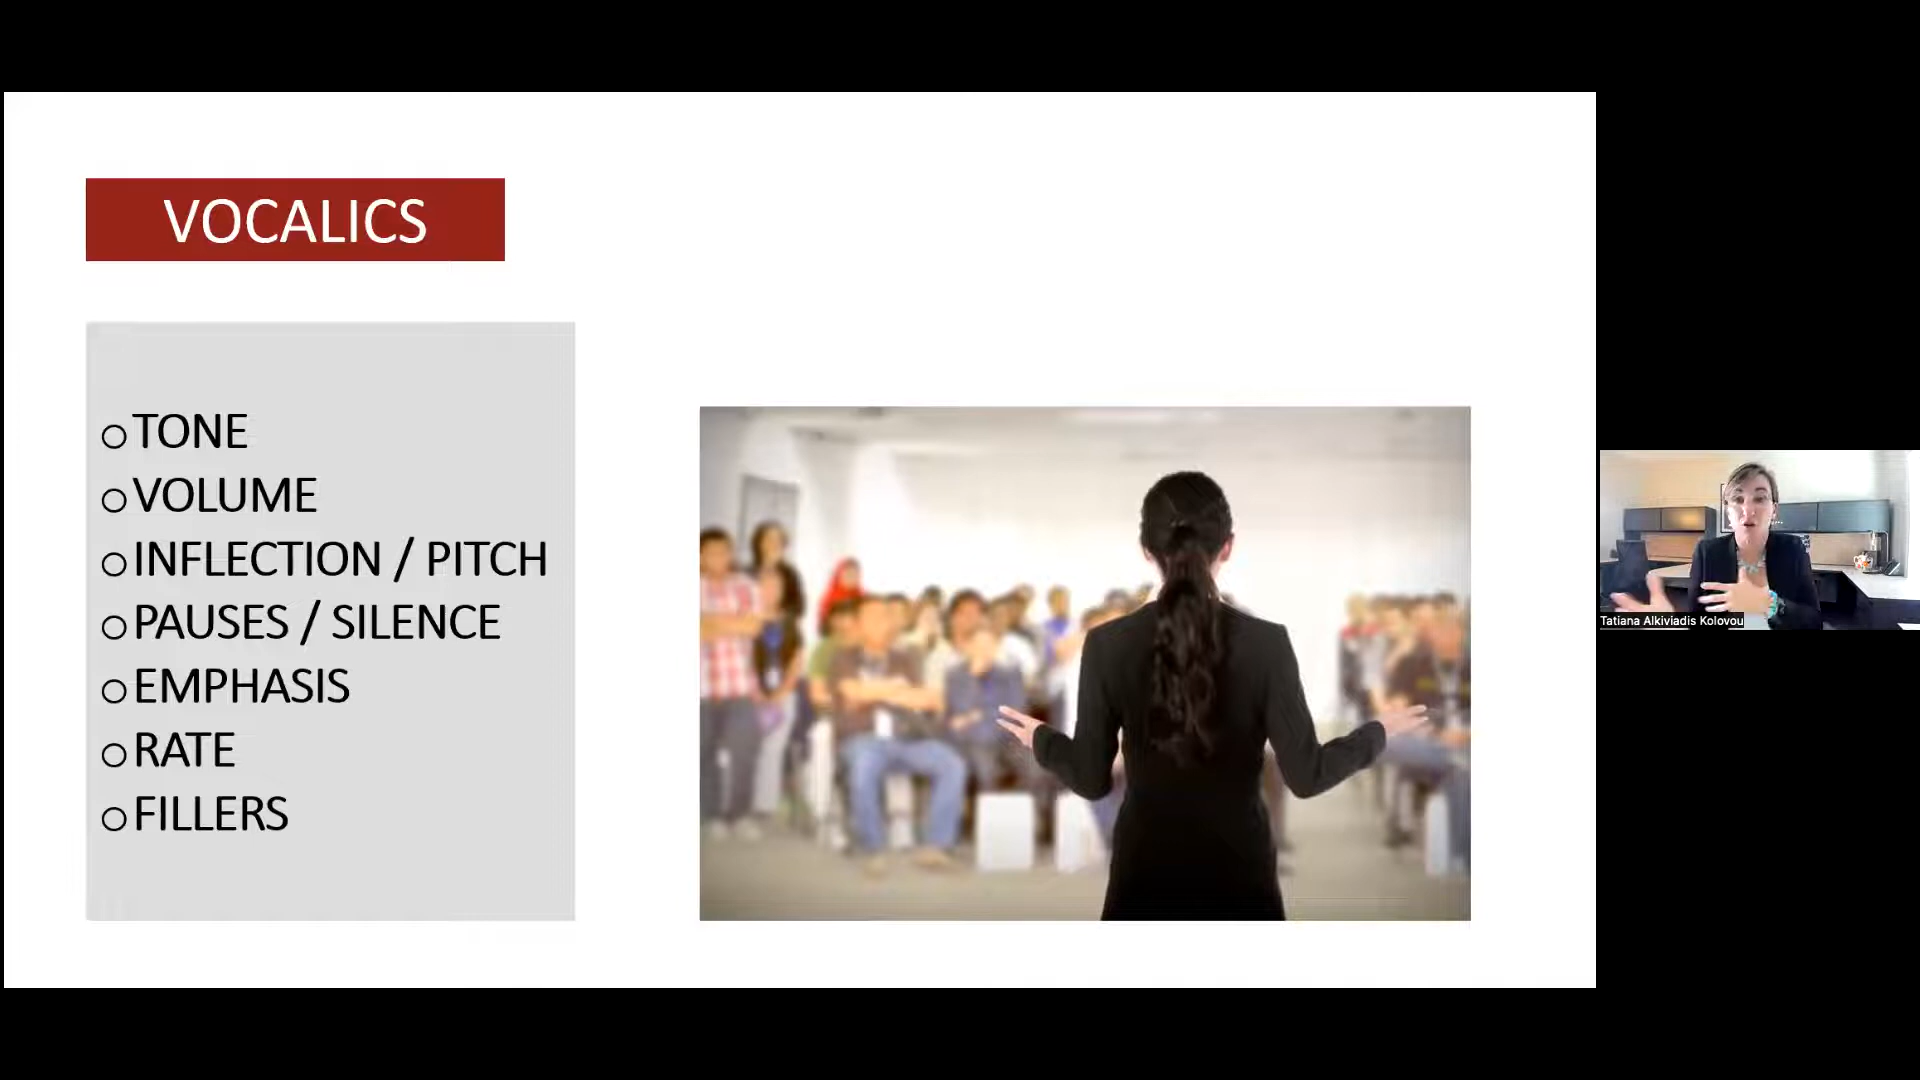 VOCALICS
TONE
VOLUME
INFLECTION / PITCH
PAUSES / SILENCE
EMPHASIS
RATE
FILLERS
Tatiana Alkiviadis Kolovou